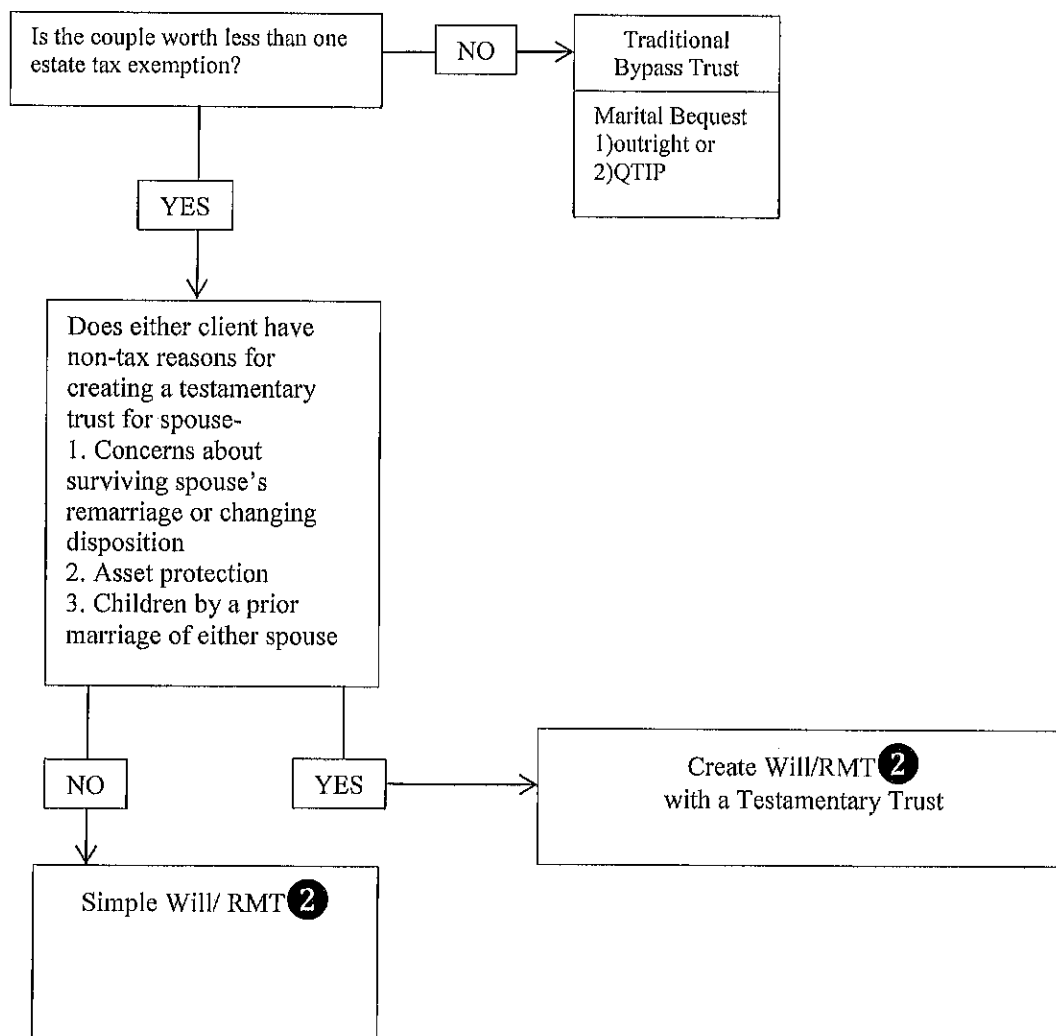 Is the couple worth less than one
estate tax exemption?
NO
Traditional
Bypass Trust
Marital Bequest
1)outright or
2)QTIP
YES
Does either client have
non-tax reasons for
creating a testamentary
trust for spouse-
1. Concerns about
surviving spouse's
remarriage or changing
disposition
2. Asset protection
3. Children by a prior
marriage of either spouse
NO
YES
Create Will/RMT 2
with a Testamentary Trust
Simple Will/ RMT 2